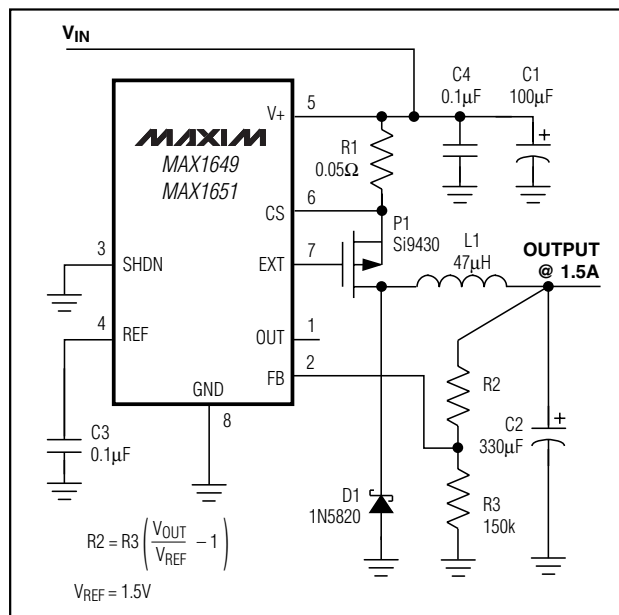 VIN
MAXIM
MAX1649
MAX1651
V+
5
CS
6
EXT
7
OUT
1
FB
2
3
SHDN
4
REF
GND
8
C3
0.1µF
R1
0.05Ω
C4
0.1µF
C1
100µF
+
P1
Si9430
L1
47µH
OUTPUT
@ 1.5A
R2
C2
330µF
+
R3
150k
D1
1N5820
R2 = R3 ( VOUT / VREF – 1 )
VREF = 1.5V